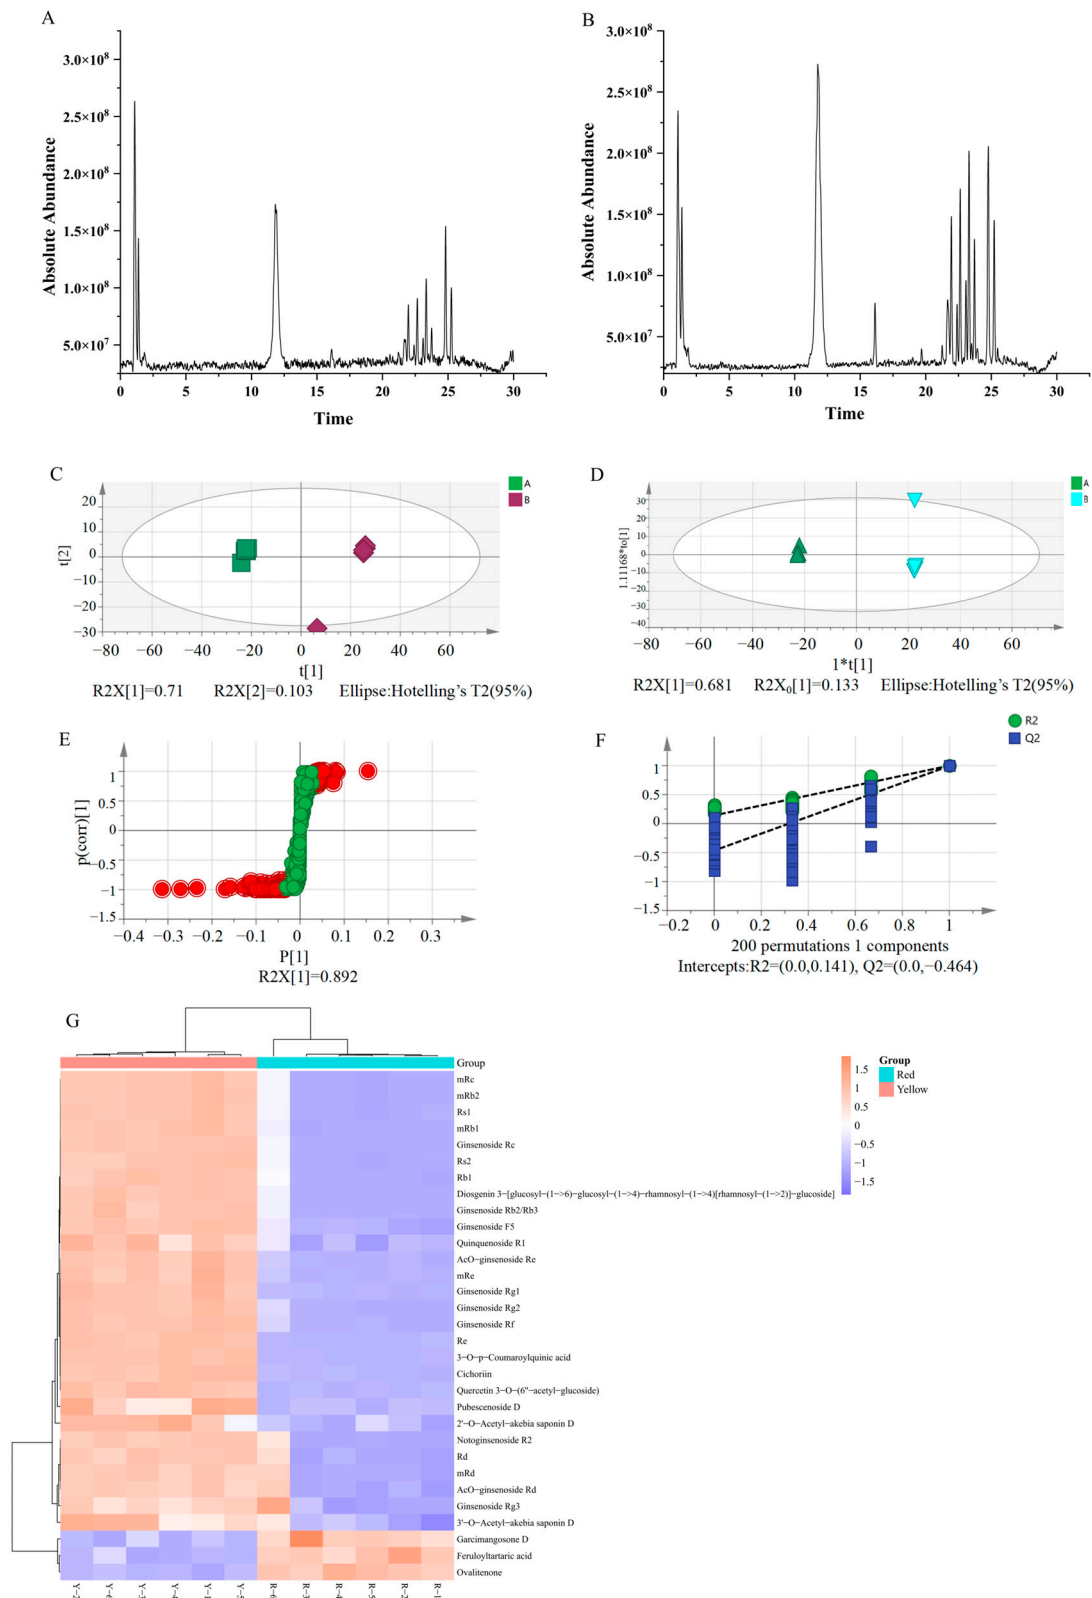 A
3.0×10⁸
2.5×10⁸
2.0×10⁸
1.5×10⁸
1.0×10⁸
5.0×10⁷
Absolute Abundance
0 5 10 15 20 25 30
Time
B
3.0×10⁸
2.5×10⁸
2.0×10⁸
1.5×10⁸
1.0×10⁸
5.0×10⁷
Absolute Abundance
0 5 10 15 20 25 30
Time
C
A
B
20
10
0
−10
−20
−30
t[2]
−80 −60 −40 −20 0 20 40 60
t[1]
R2X[1]=0.71 R2X[2]=0.103 Ellipse:Hotelling's T2(95%)
D
A
B
30
20
10
0
−10
−20
−30
−40
1.11168*to[1]
−80 −60 −40 −20 0 20 40 60
1*t[1]
R2X[1]=0.681 R2X₀[1]=0.133 Ellipse:Hotelling's T2(95%)
E
1
0.5
0
−0.5
−1
−1.5
p(corr)[1]
−0.4 −0.3 −0.2 −0.1 0 0.1 0.2 0.3
P[1]
R2X[1]=0.892
F
R2
Q2
1
0.5
0
−0.5
−1
−1.5
−0.2 0 0.2 0.4 0.6 0.8 1
200 permutations 1 components
Intercepts:R2=(0.0,0.141), Q2=(0.0,−0.464)
G
Group
mRc
mRb2
Rs1
mRb1
Ginsenoside Rc
Rs2
Rb1
Diosgenin 3−[glucosyl−(1−>6)−glucosyl−(1−>4)−rhamnosyl−(1−>4)[rhamnosyl−(1−>2)]−glucoside]
Ginsenoside Rb2/Rb3
Ginsenoside F5
Quinquenoside R1
AcO−ginsenoside Re
mRe
Ginsenoside Rg1
Ginsenoside Rg2
Ginsenoside Rf
Re
3−O−p−Coumaroylquinic acid
Cichoriin
Quercetin 3−O−(6"−acetyl−glucoside)
Pubescenoside D
2'−O−Acetyl−akebia saponin D
Notoginsenoside R2
Rd
mRd
AcO−ginsenoside Rd
Ginsenoside Rg3
3'−O−Acetyl−akebia saponin D
Garcimangosone D
Feruloyltartaric acid
Ovalitenone
Y−2 Y−6 Y−3 Y−4 Y−1 Y−5 R−6 R−3 R−4 R−5 R−2 R−1
1.5
1
0.5
0
−0.5
−1
−1.5
Group
Red
Yellow